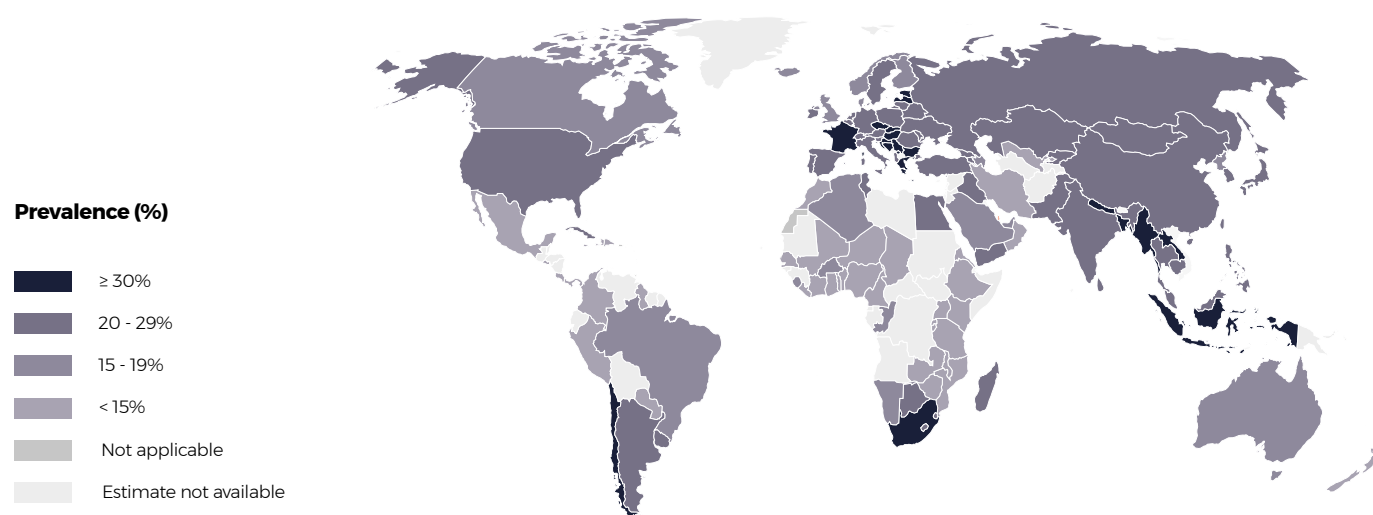 Prevalence (%)
≥ 30%
20 - 29%
15 - 19%
< 15%
Not applicable
Estimate not available